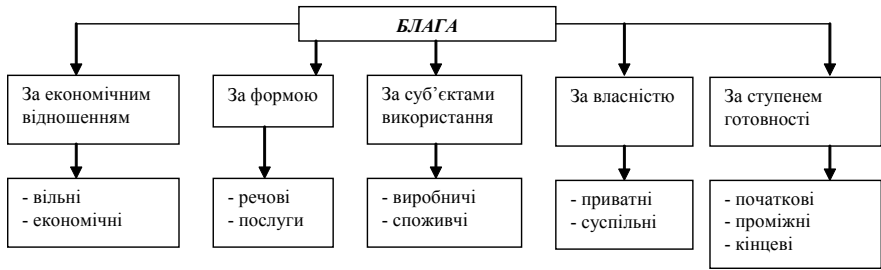 БЛАГА
За економічним
відношенням
За формою
За суб’єктами
використання
За власністю
За ступенем
готовності
- вільні
- економічні
- речові
- послуги
- виробничі
- споживчі
- приватні
- суспільні
- початкові
- проміжні
- кінцеві